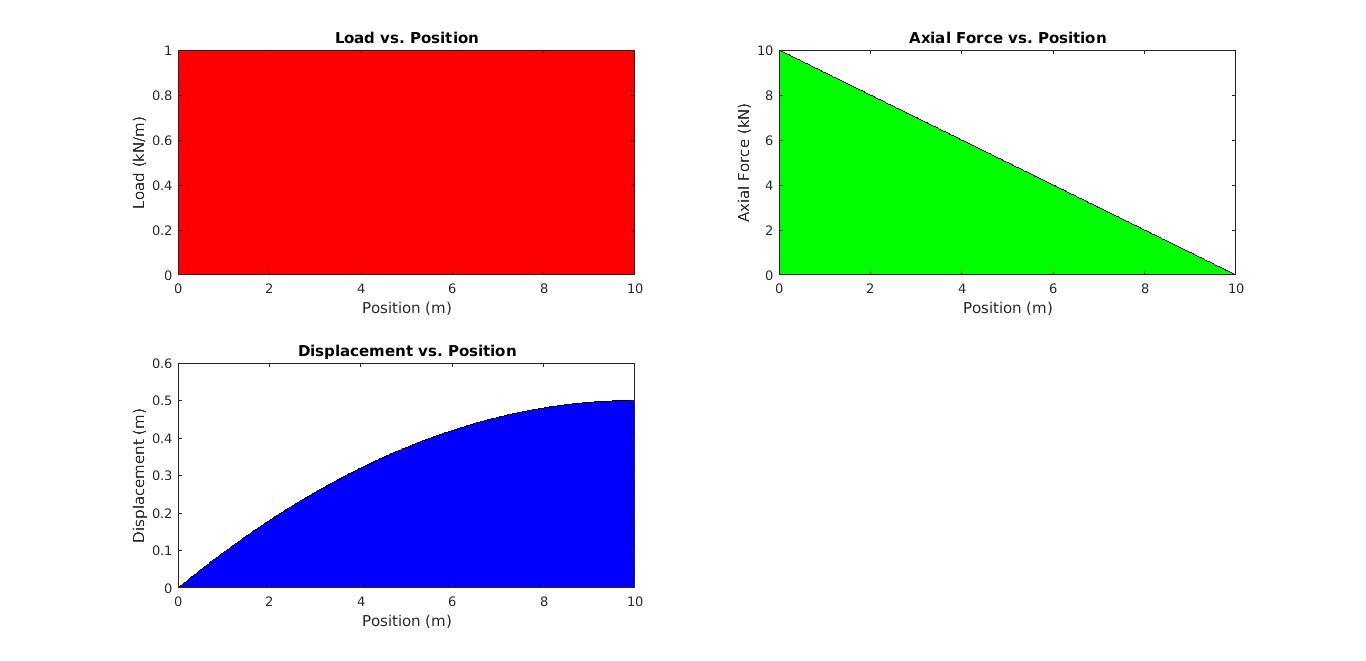 Load vs. Position
1
0.8
0.6
0.4
0.2
0
Load (kN/m)
0 2 4 6 8 10
Position (m)
Axial Force vs. Position
10
8
6
4
2
0
Axial Force (kN)
0 2 4 6 8 10
Position (m)
Displacement vs. Position
0.6
0.5
0.4
0.3
0.2
0.1
0
Displacement (m)
0 2 4 6 8 10
Position (m)